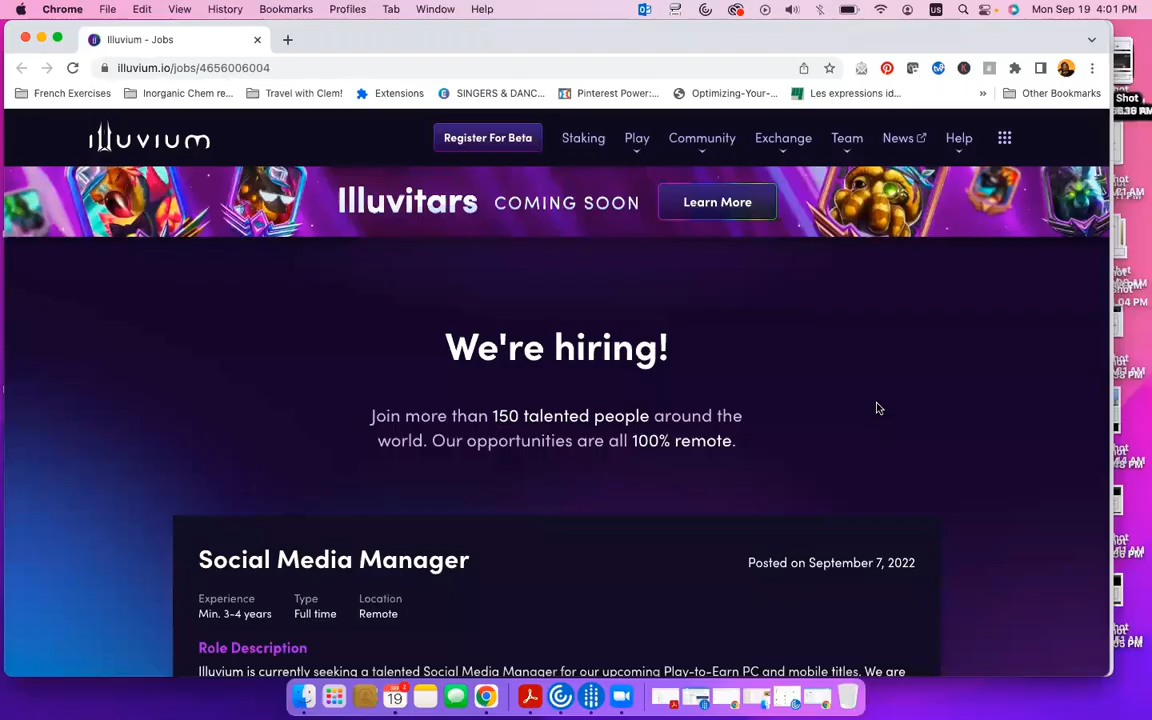 Chrome File Edit View History Bookmarks Profiles Tab Window Help Mon Sep 19 4:01 PM
Illuvium - Jobs
illuvium.io/jobs/4656006004
French Exercises Inorganic Chem re... Travel with Clem! Extensions SINGERS & DANC... Pinterest Power:... Optimizing-Your-... Les expressions id... » Other Bookmarks
ILLUVIUM Register For Beta Staking Play Community Exchange Team News Help
Illuvitars COMING SOON Learn More
We're hiring!
Join more than 150 talented people around the
world. Our opportunities are all 100% remote.
Social Media Manager Posted on September 7, 2022
Experience Type Location
Min. 3-4 years Full time Remote
Role Description
Illuvium is currently seeking a talented Social Media Manager for our upcoming Play-to-Earn PC and mobile titles. We are